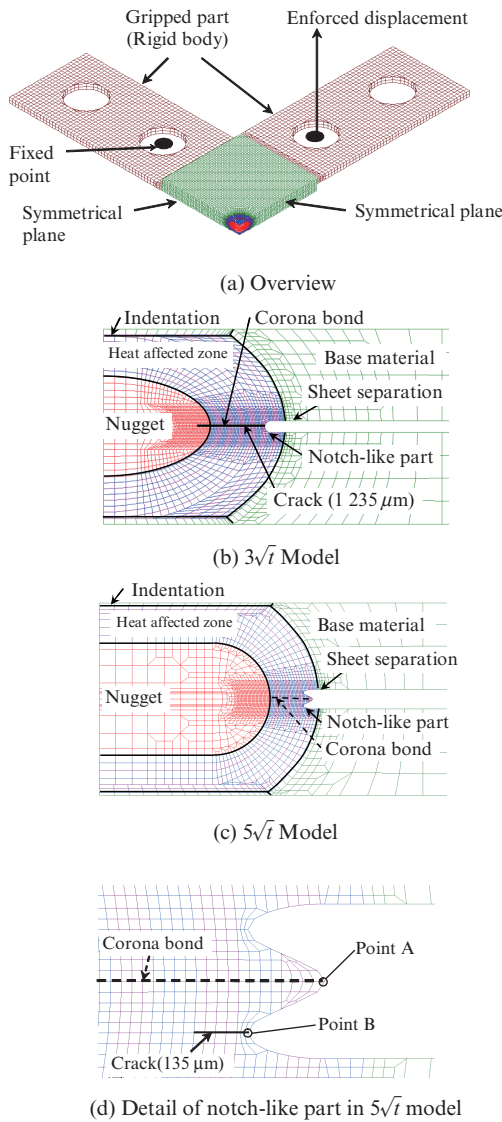 Gripped part
(Rigid body)
Enforced displacement
Fixed
point
Symmetrical
plane
Symmetrical plane
(a) Overview
Indentation
Corona bond
Heat affected zone
Base material
Sheet separation
Nugget
Notch-like part
Crack (1 235 μm)
(b) 3√t Model
Indentation
Heat affected zone
Base material
Sheet separation
Nugget
Notch-like part
Corona bond
(c) 5√t Model
Corona bond
Point A
Point B
Crack(135 μm)
(d) Detail of notch-like part in 5√t model